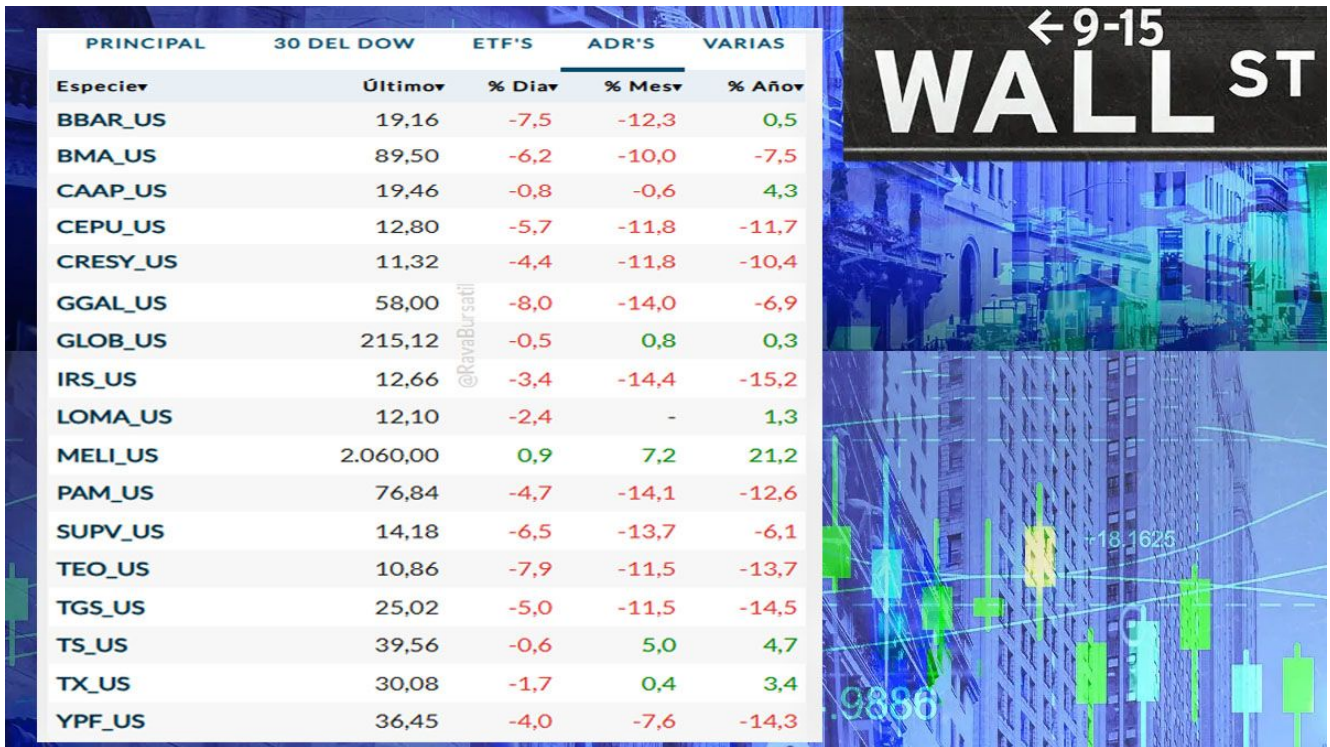 PRINCIPAL 30 DEL DOW ETF'S ADR'S VARIAS
Especie▾ Último▾ % Dia▾ % Mes▾ % Año▾
BBAR_US 19,16 -7,5 -12,3 0,5
BMA_US 89,50 -6,2 -10,0 -7,5
CAAP_US 19,46 -0,8 -0,6 4,3
CEPU_US 12,80 -5,7 -11,8 -11,7
CRESY_US 11,32 -4,4 -11,8 -10,4
GGAL_US 58,00 -8,0 -14,0 -6,9
GLOB_US 215,12 -0,5 0,8 0,3
IRS_US 12,66 -3,4 -14,4 -15,2
LOMA_US 12,10 -2,4 - 1,3
MELI_US 2.060,00 0,9 7,2 21,2
PAM_US 76,84 -4,7 -14,1 -12,6
SUPV_US 14,18 -6,5 -13,7 -6,1
TEO_US 10,86 -7,9 -11,5 -13,7
TGS_US 25,02 -5,0 -11,5 -14,5
TS_US 39,56 -0,6 5,0 4,7
TX_US 30,08 -1,7 0,4 3,4
YPF_US 36,45 -4,0 -7,6 -14,3
@RavaBursatil
←9-15
WALL ST
+18.1625
.9886